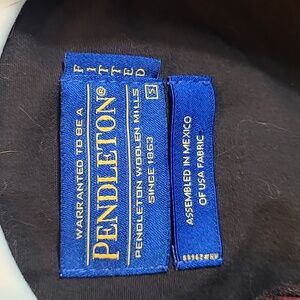 FITTED
WARRANTED TO BE A
PENDLETON®
PENDLETON WOOLEN MILLS
SINCE 1863
S
ASSEMBLED IN MEXICO
OF USA FABRIC